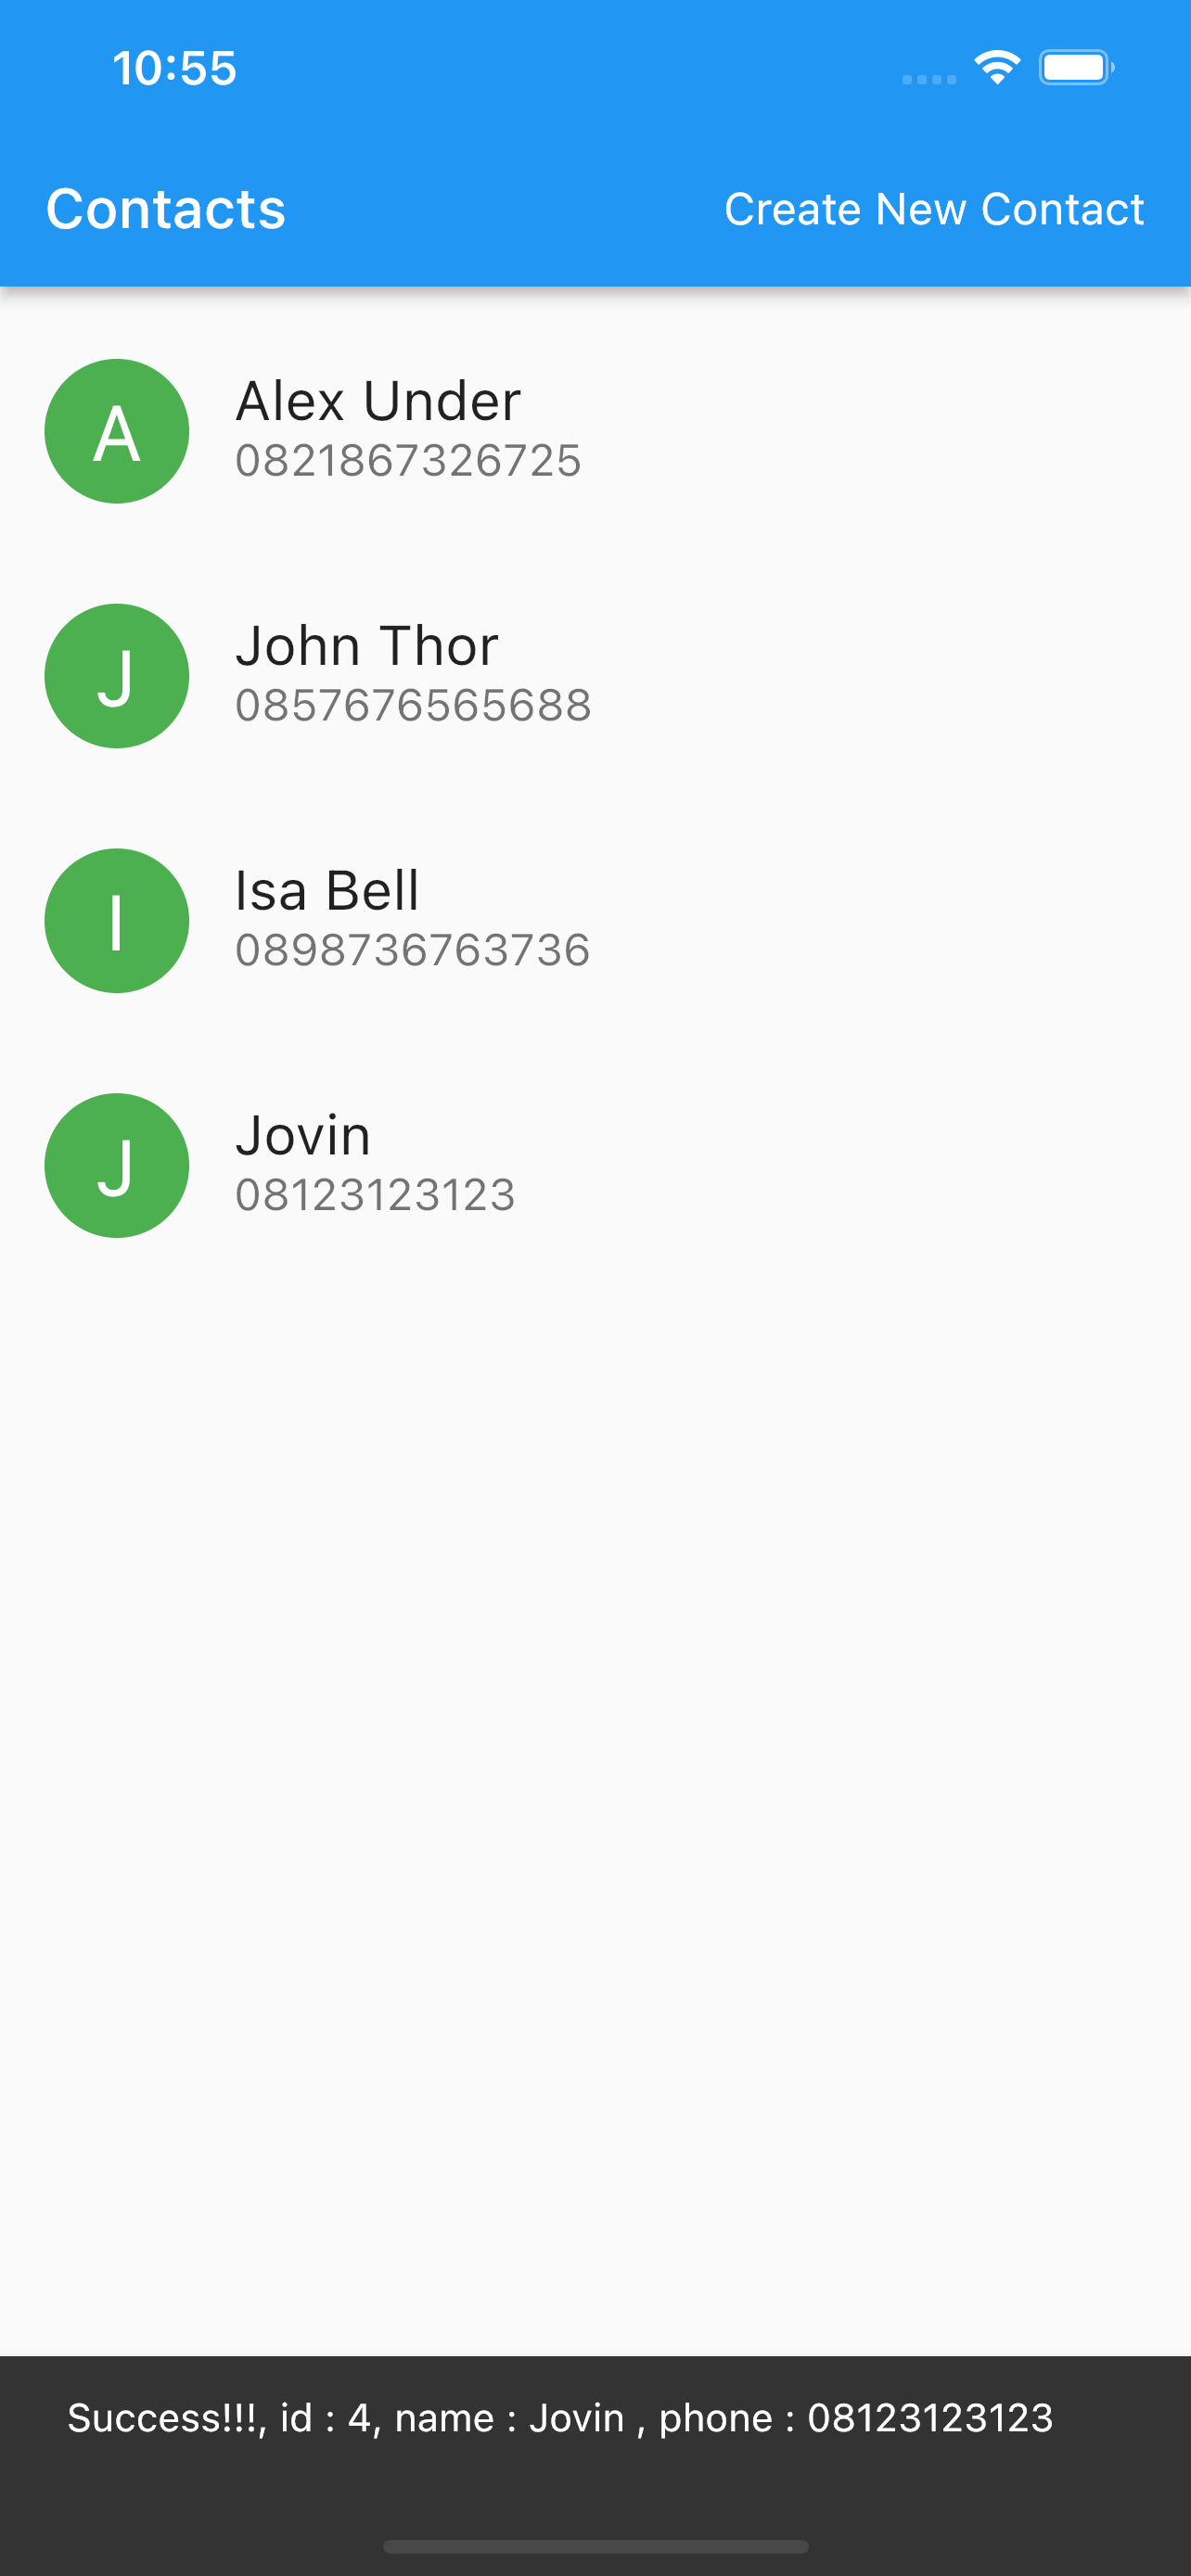 10:55
Contacts Create New Contact
A
Alex Under
0821867326725
J
John Thor
0857676565688
I
Isa Bell
0898736763736
J
Jovin
08123123123
Success!!!, id : 4, name : Jovin , phone : 08123123123